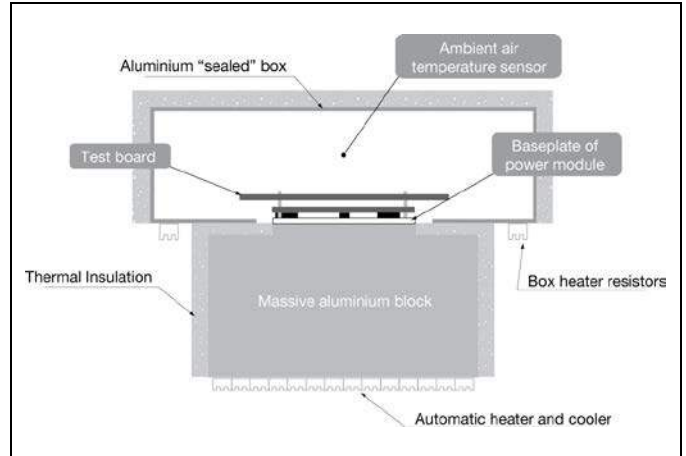 Ambient air
temperature sensor
Aluminium “sealed” box
Test board
Baseplate of
power module
Thermal Insulation
Massive aluminium block
Box heater resistors
Automatic heater and cooler